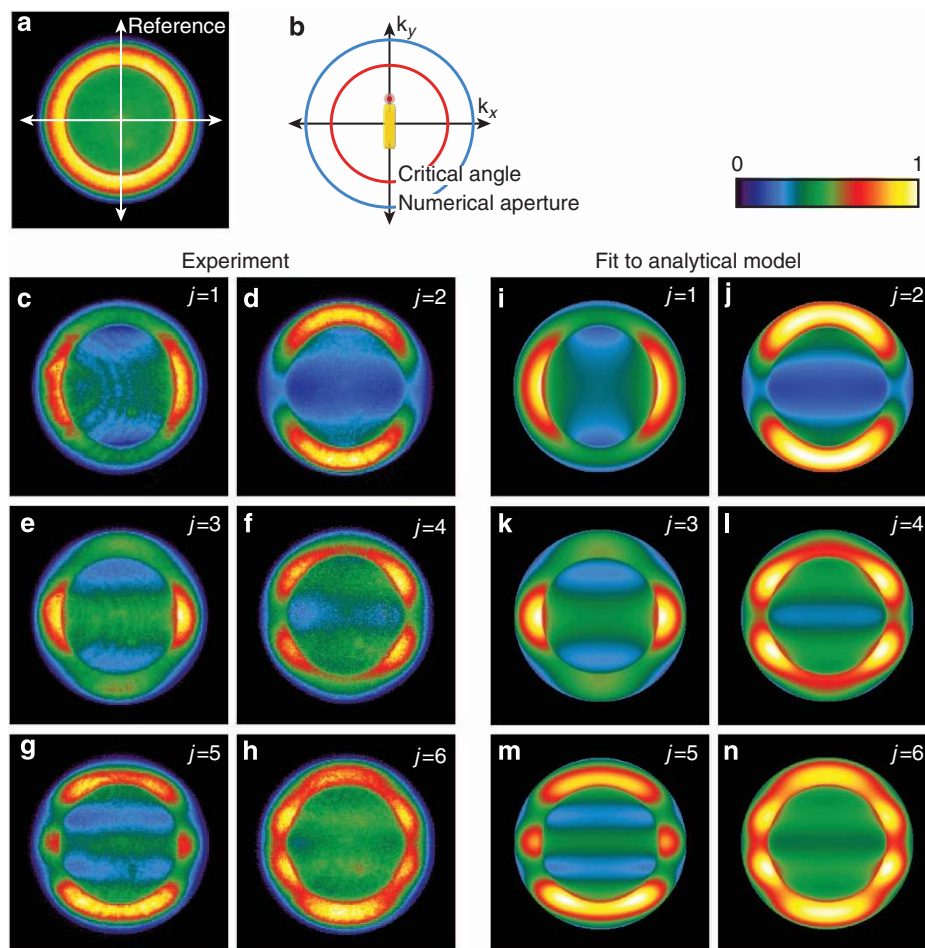 a
Reference
b
k_y
k_x
Critical angle
Numerical aperture
0 1
Experiment
Fit to analytical model
c j=1
d j=2
i j=1
j j=2
e j=3
f j=4
k j=3
l j=4
g j=5
h j=6
m j=5
n j=6